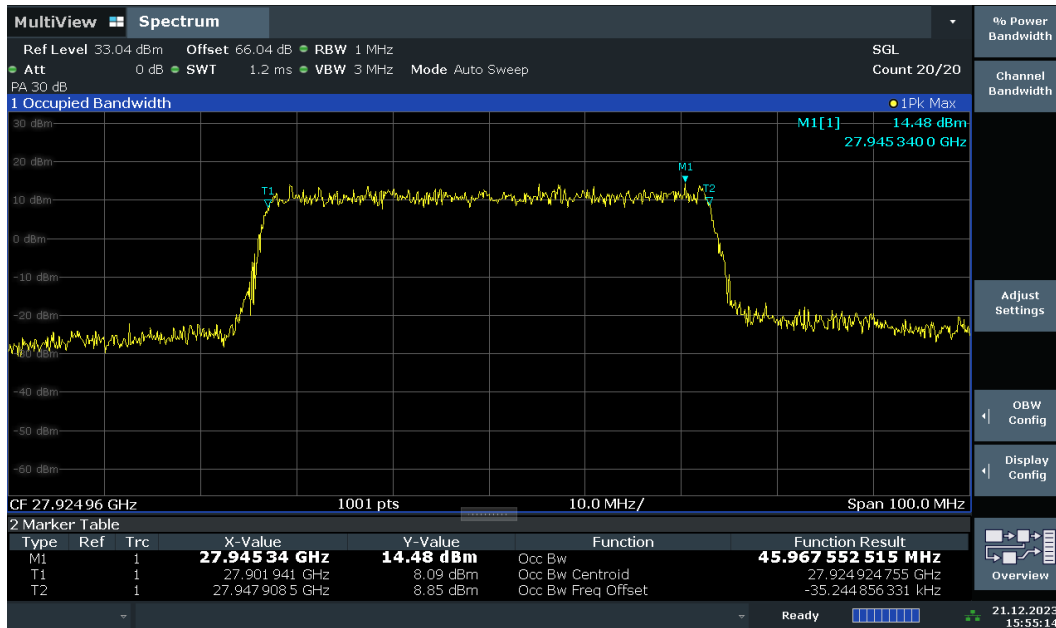 MultiView Spectrum
Ref Level 33.04 dBm Offset 66.04 dB RBW 1 MHz SGL
Att 0 dB SWT 1.2 ms VBW 3 MHz Mode Auto Sweep Count 20/20
PA 30 dB
1 Occupied Bandwidth 1Pk Max
30 dBm M1[1] 14.48 dBm
27.945 340 0 GHz
20 dBm
M1
T1 T2
10 dBm
0 dBm
-10 dBm
-20 dBm
-30 dBm
-40 dBm
-50 dBm
-60 dBm
CF 27.924 96 GHz 1001 pts 10.0 MHz/ Span 100.0 MHz
2 Marker Table
Type Ref Trc X-Value Y-Value Function Function Result
M1 1 27.945 34 GHz 14.48 dBm Occ Bw 45.967 552 515 MHz
T1 1 27.901 941 GHz 8.09 dBm Occ Bw Centroid 27.924 924 755 GHz
T2 1 27.947 908 5 GHz 8.85 dBm Occ Bw Freq Offset -35.244 856 331 kHz
Ready 21.12.2023
15:55:14
% Power
Bandwidth
Channel
Bandwidth
Adjust
Settings
OBW
Config
Display
Config
Overview